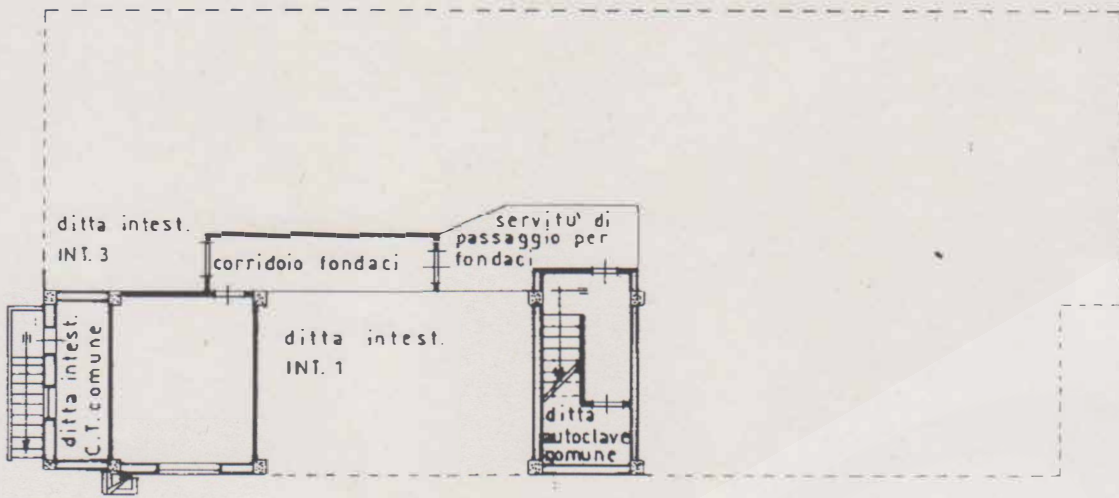 ditta intest.
INT. 3
corridoio fondaci
servitu' di
passaggio per
fondaci
ditta intest.
C.T. comune
ditta intest.
INT. 1
ditta
autoclave
comune